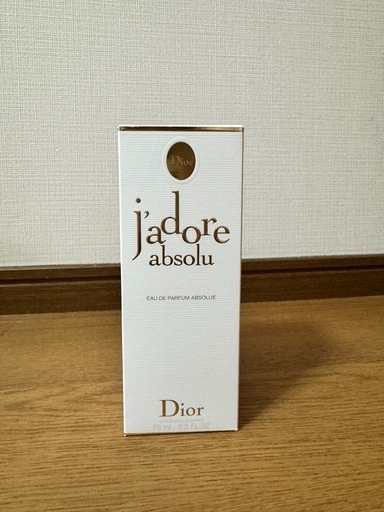 Dior
j'adore
absolu
EAU DE PARFUM ABSOLUE
Dior
75 ml - 2.5 FL.OZ